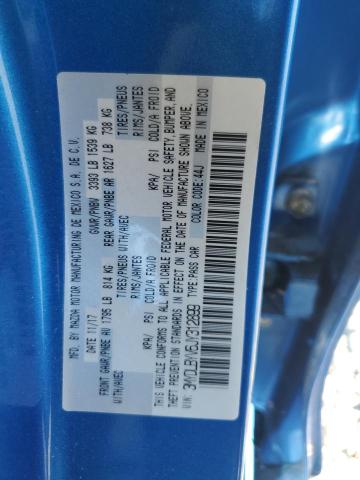 MFD. BY MAZDA MOTOR MANUFACTURING DE MEXICO S.A. DE C.V.
DATE 11/17 GVWR/PNBV 3393 LB 1539 KG
FRONT GAWR/PNBE AV 1795 LB 814 KG REAR GAWR/PNBE AR 1627 LB 738 KG
WITH/AVEC TIRES/PNEUS WITH/AVEC TIRES/PNEUS
RIMS/JANTES RIMS/JANTES
KPA/ PSI COLD/A FROID KPA/ PSI COLD/A FROID
THIS VEHICLE CONFORMS TO ALL APPLICABLE FEDERAL MOTOR VEHICLE SAFETY, BUMPER, AND
THEFT PREVENTION STANDARDS IN EFFECT ON THE DATE OF MANUFACTURE SHOWN ABOVE.
VIN: TYPE:PASS CAR COLOR CODE:44J MADE IN MEXICO